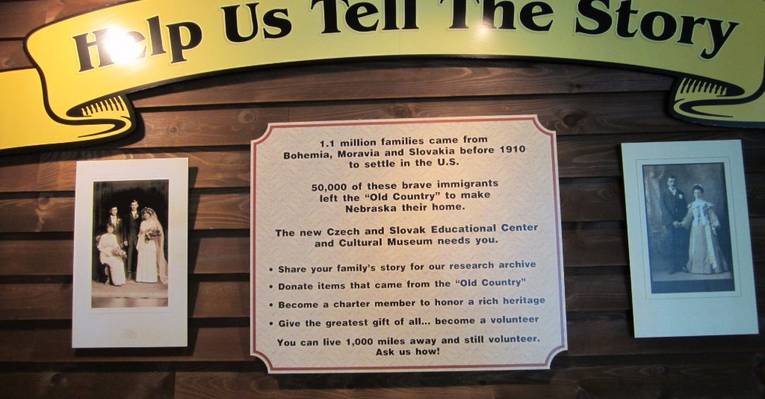 Help Us Tell The Story
1.1 million families came from
Bohemia, Moravia and Slovakia before 1910
to settle in the U.S.
50,000 of these brave immigrants
left the "Old Country" to make
Nebraska their home.
The new Czech and Slovak Educational Center
and Cultural Museum needs you.
• Share your family's story for our research archive
• Donate items that came from the "Old Country"
• Become a charter member to honor a rich heritage
• Give the greatest gift of all... become a volunteer
You can live 1,000 miles away and still volunteer.
Ask us how!